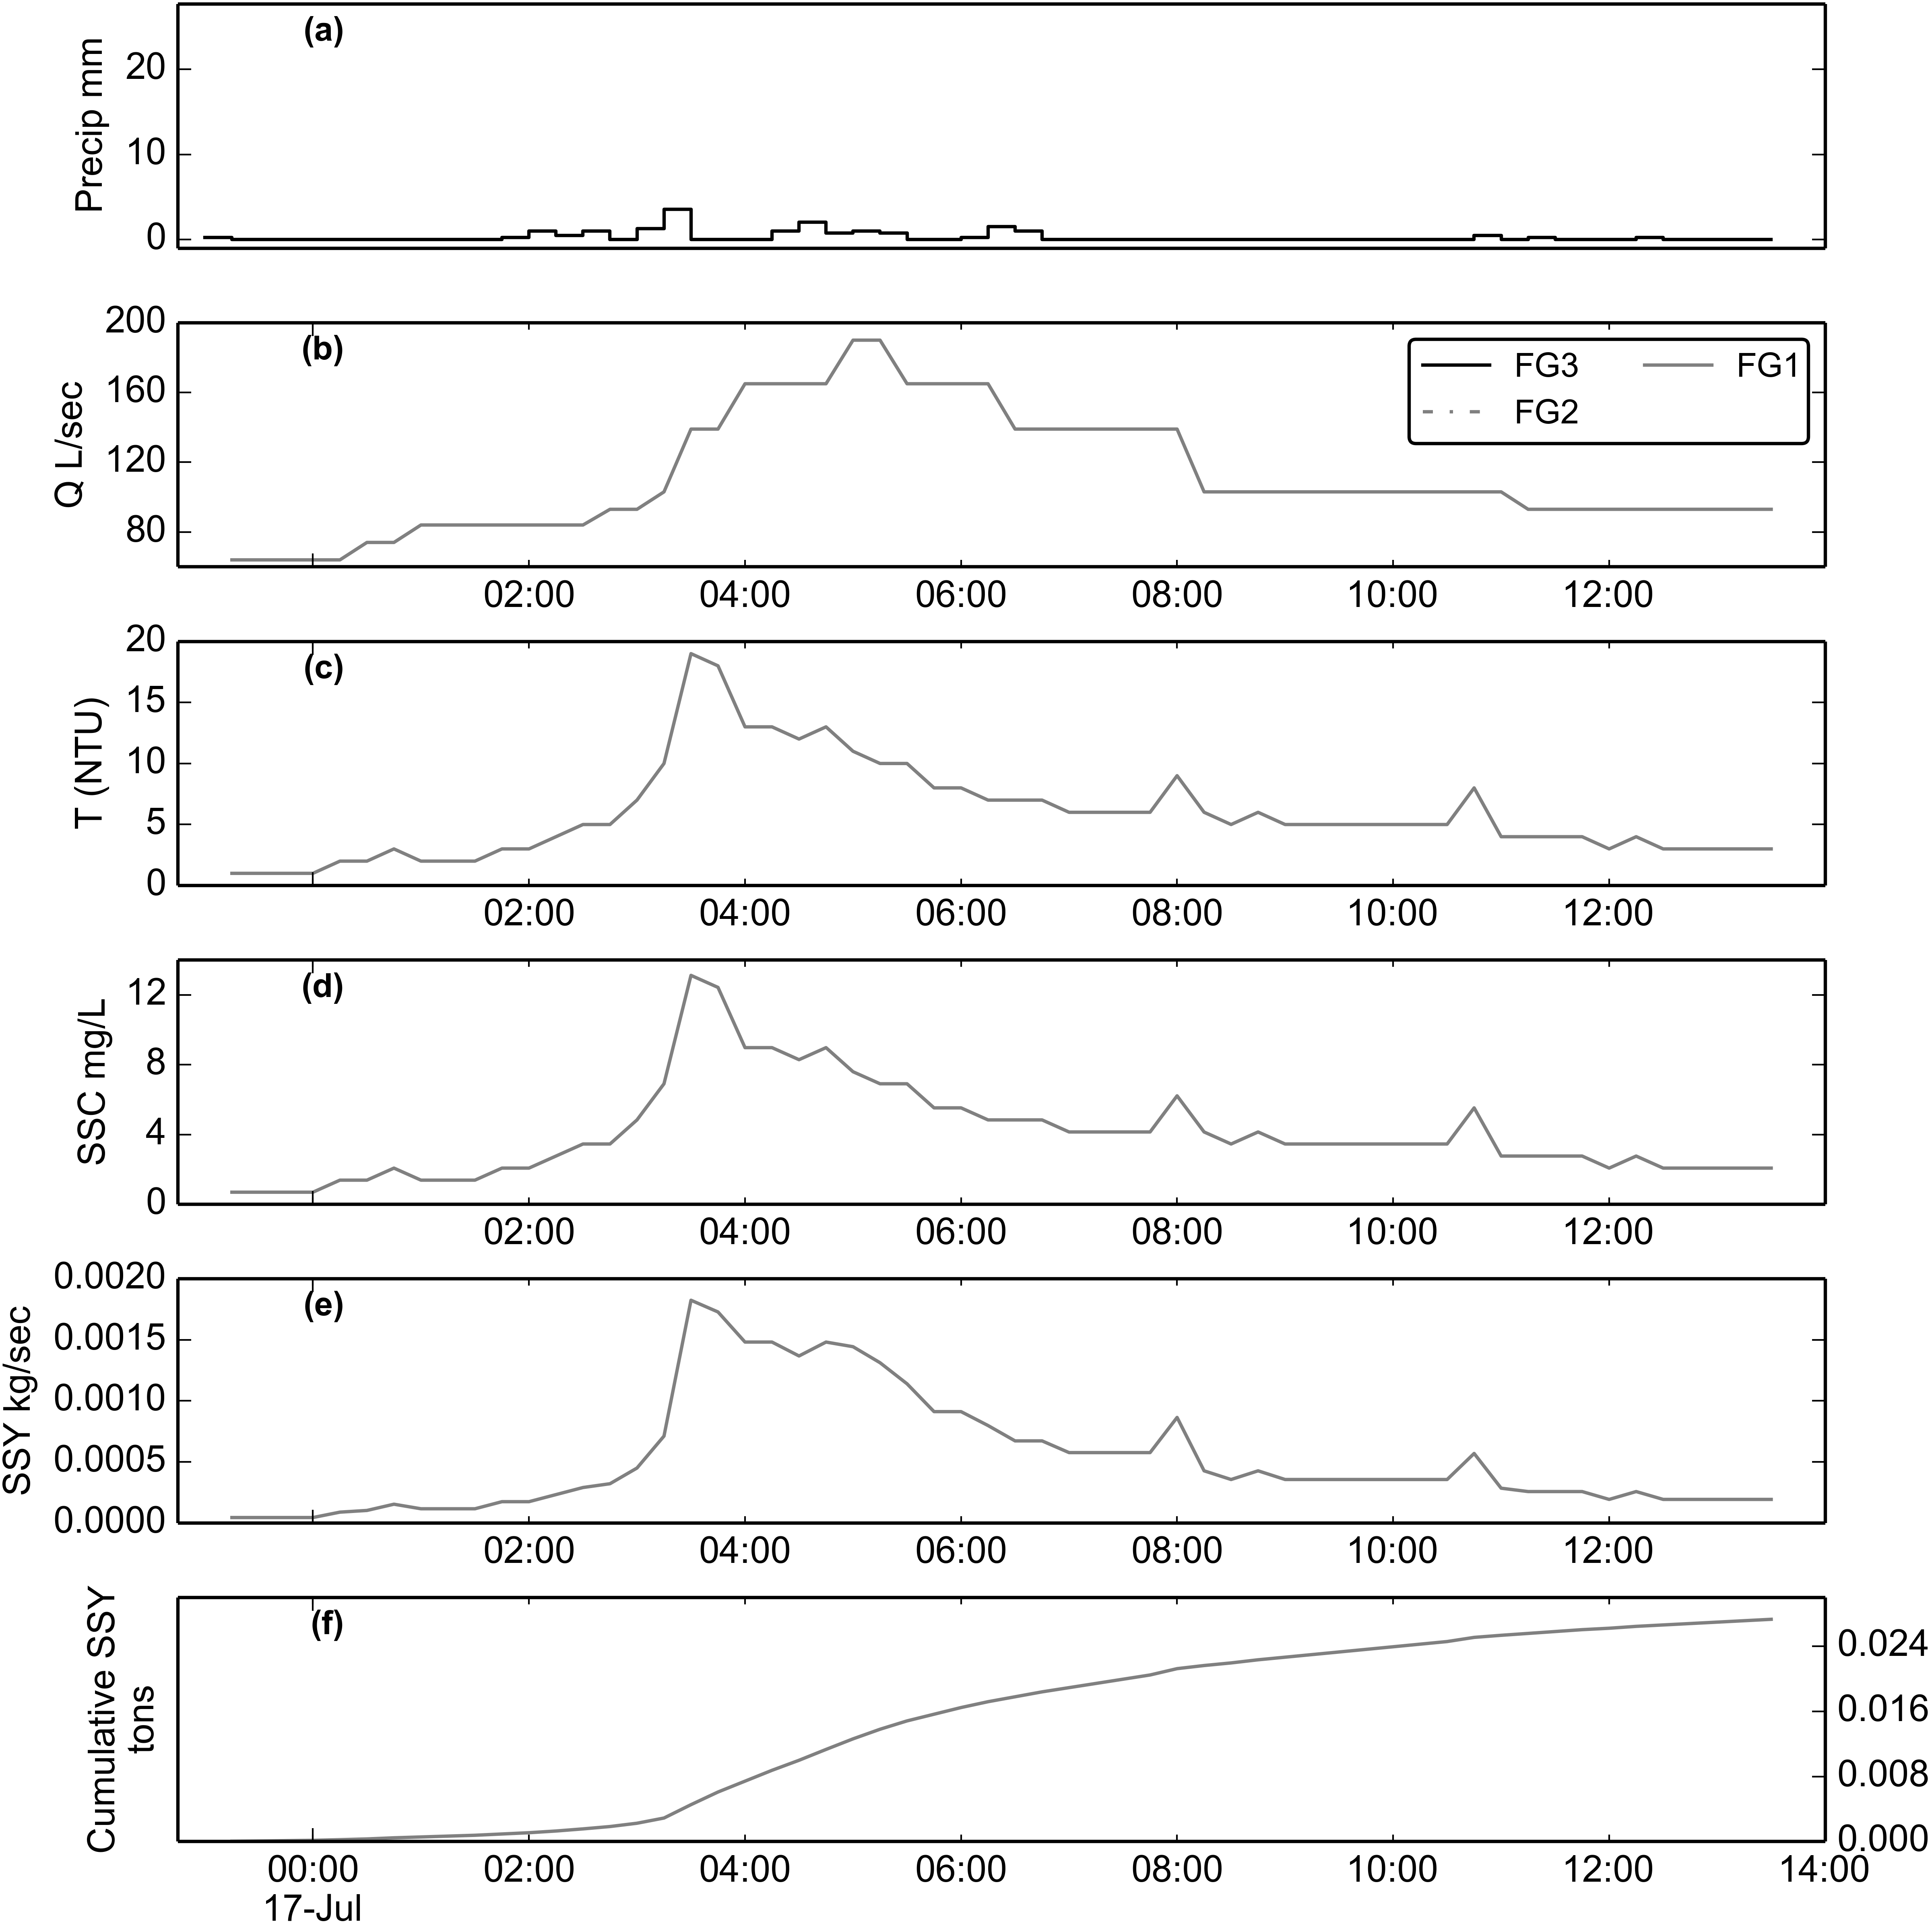 (a)
Precip mm
20
10
0
(b)
Q L/sec
200
160
120
80
FG3 FG1
FG2
02:00 04:00 06:00 08:00 10:00 12:00
(c)
T (NTU)
20
15
10
5
0
02:00 04:00 06:00 08:00 10:00 12:00
(d)
SSC mg/L
12
8
4
0
02:00 04:00 06:00 08:00 10:00 12:00
(e)
SSY kg/sec
0.0020
0.0015
0.0010
0.0005
0.0000
02:00 04:00 06:00 08:00 10:00 12:00
(f)
Cumulative SSY
tons
0.024
0.016
0.008
0.000
00:00 02:00 04:00 06:00 08:00 10:00 12:00 14:00
17-Jul